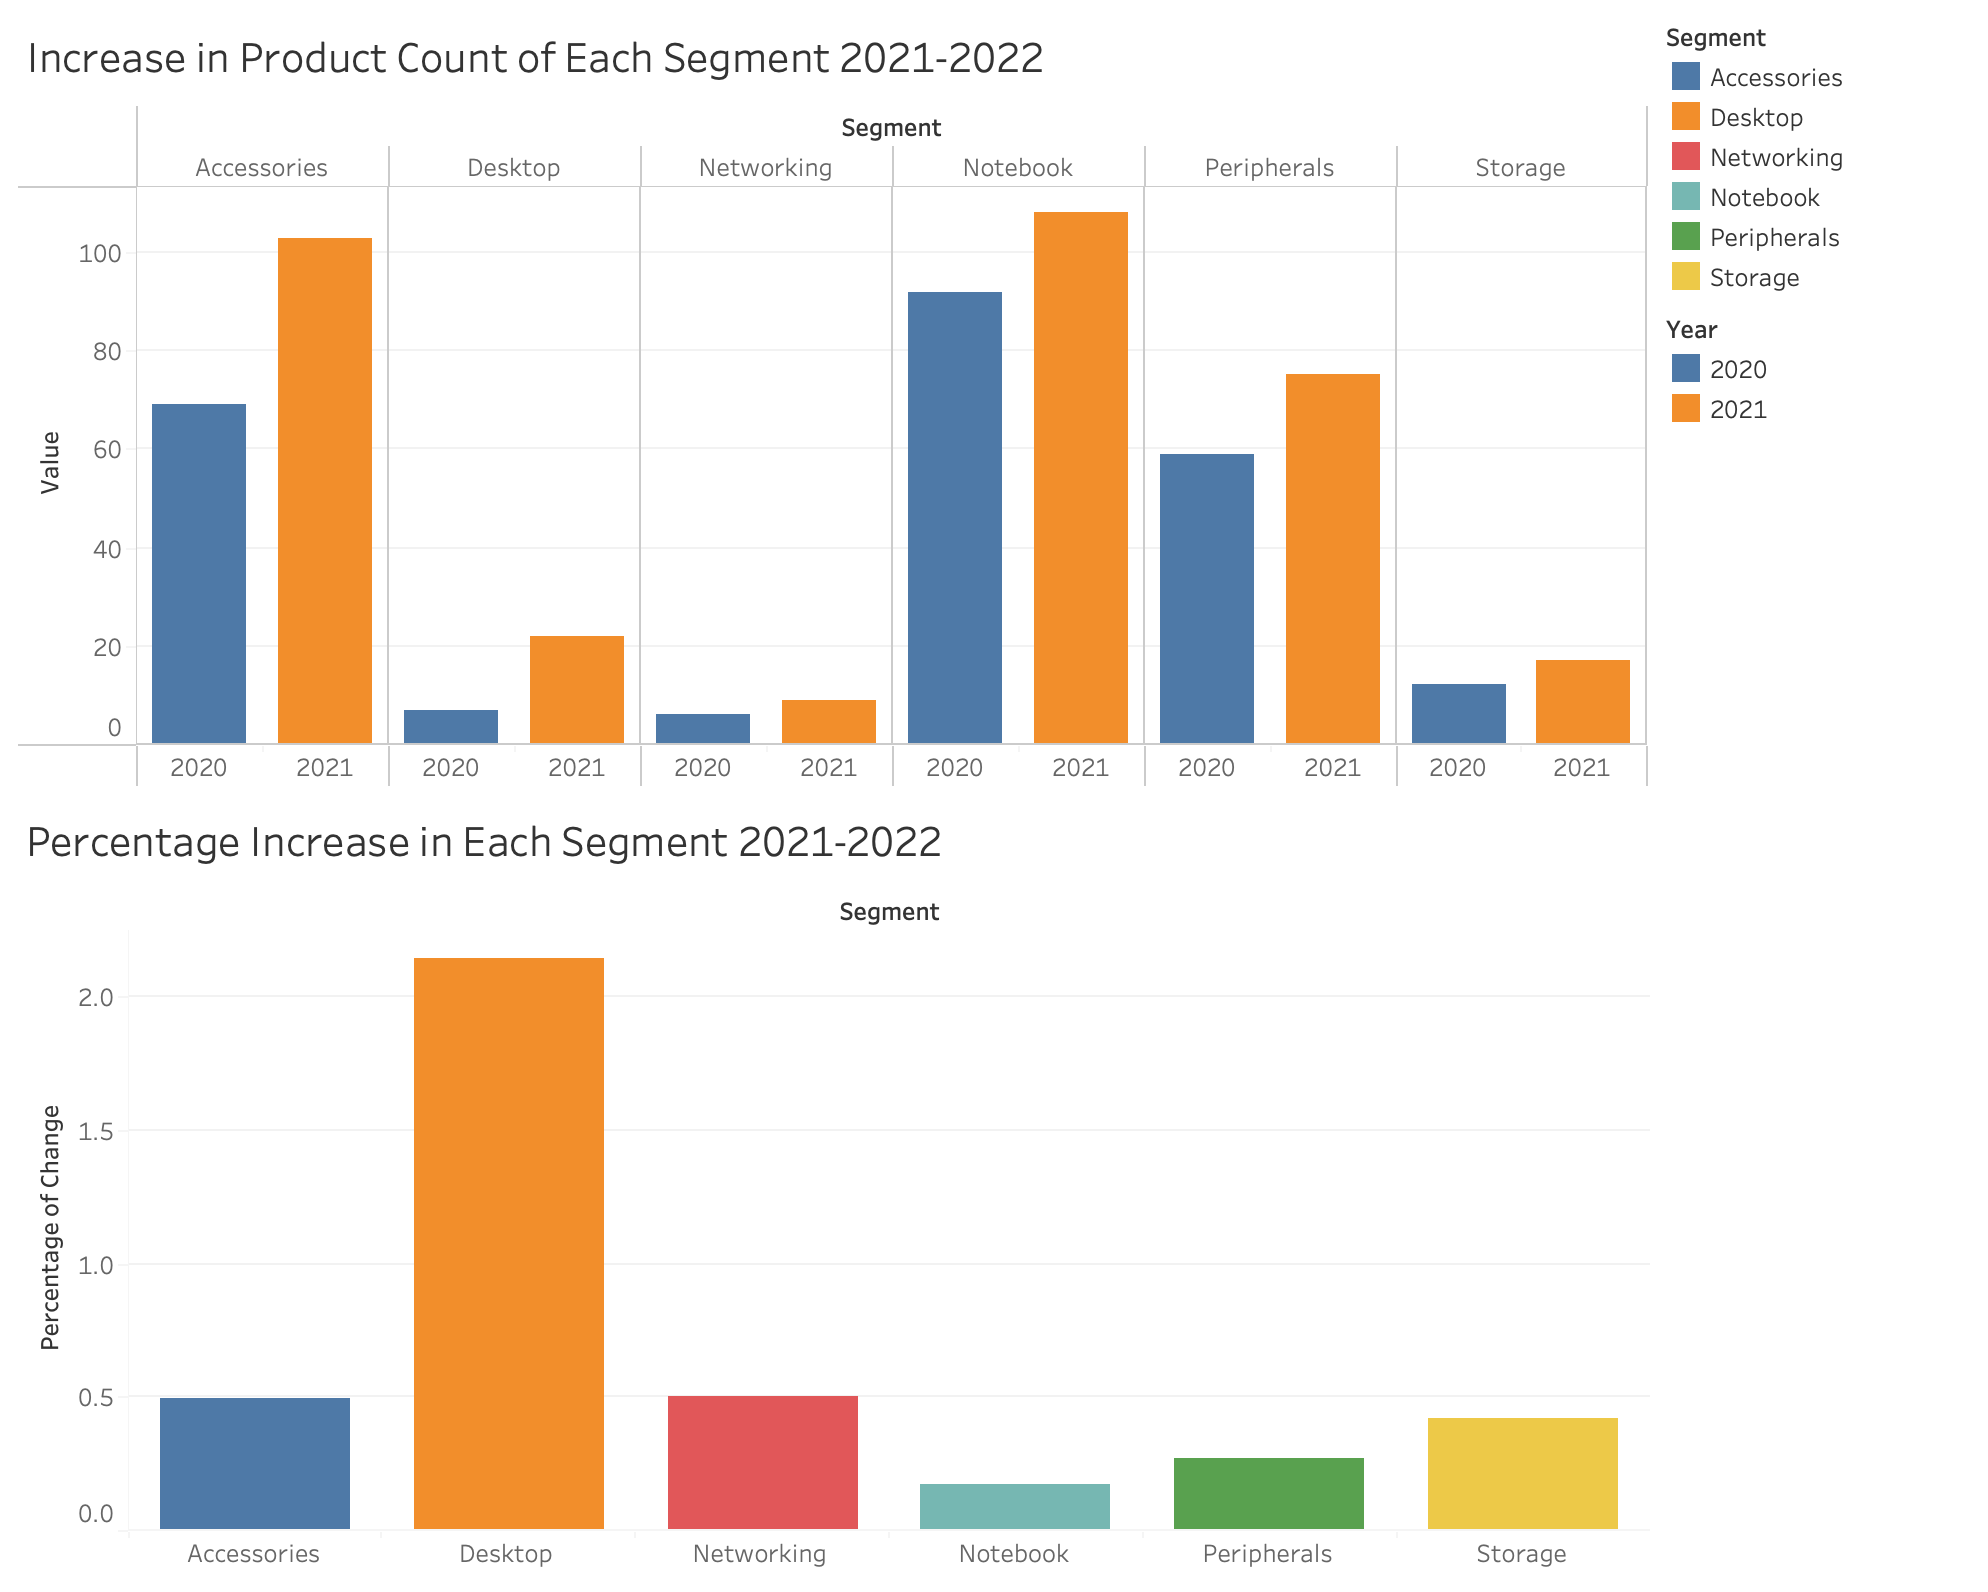 Increase in Product Count of Each Segment 2021-2022
Segment
Accessories Desktop Networking Notebook Peripherals Storage
100
80
60
40
20
0
Value
2020 2021 2020 2021 2020 2021 2020 2021 2020 2021 2020 2021
Segment
Accessories
Desktop
Networking
Notebook
Peripherals
Storage
Year
2020
2021
Percentage Increase in Each Segment 2021-2022
Segment
2.0
1.5
1.0
0.5
0.0
Percentage of Change
Accessories Desktop Networking Notebook Peripherals Storage